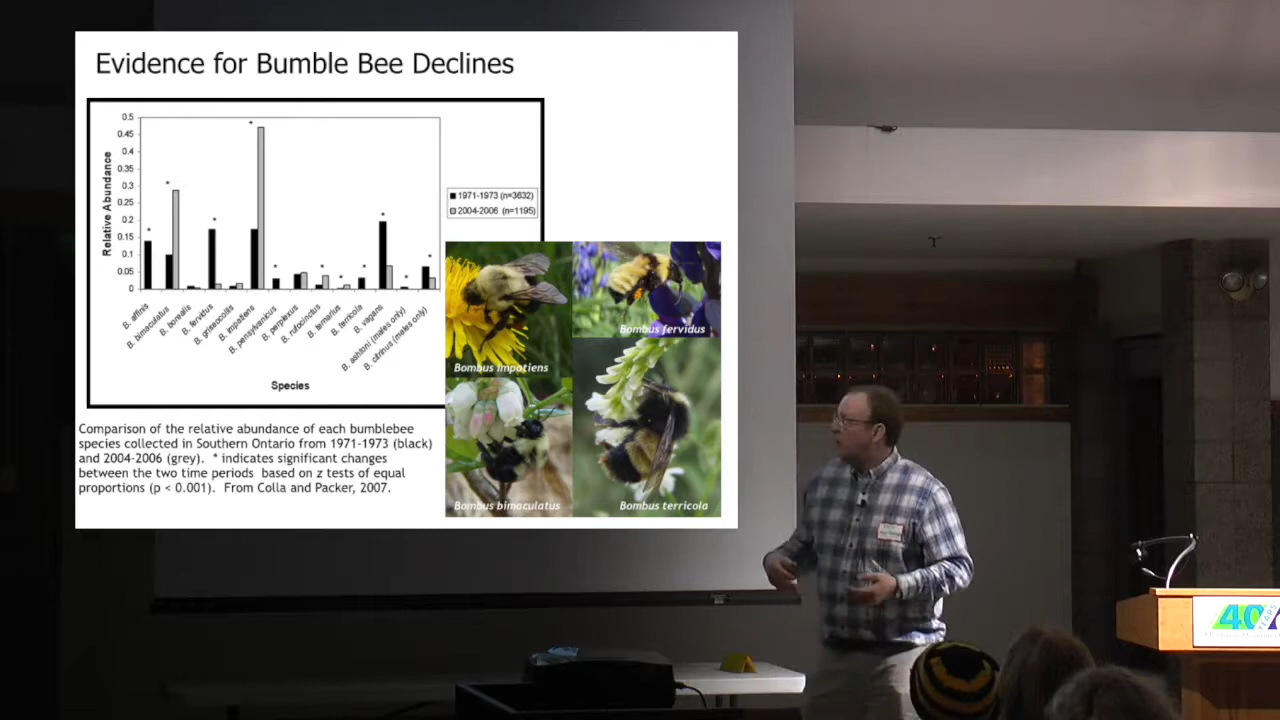 Evidence for Bumble Bee Declines
0.5
0.45
0.4
0.35
0.3
0.25
0.2
0.15
0.1
0.05
0
Relative Abundance
1971-1973 (n=3632)
2004-2006 (n=1195)
B. affinis
B. bimaculatus
B. borealis
B. fervidus
B. griseocollis
B. impatiens
B. pensylvanicus
B. perplexus
B. rufocinctus
B. ternarius
B. terricola
B. vagans
B. ashtoni (males only)
B. citrinus (males only)
Species
Bombus fervidus
Bombus impatiens
Bombus bimaculatus
Bombus terricola
Comparison of the relative abundance of each bumblebee
species collected in Southern Ontario from 1971-1973 (black)
and 2004-2006 (grey). * indicates significant changes
between the two time periods based on z tests of equal
proportions (p < 0.001). From Colla and Packer, 2007.
40
YEARS